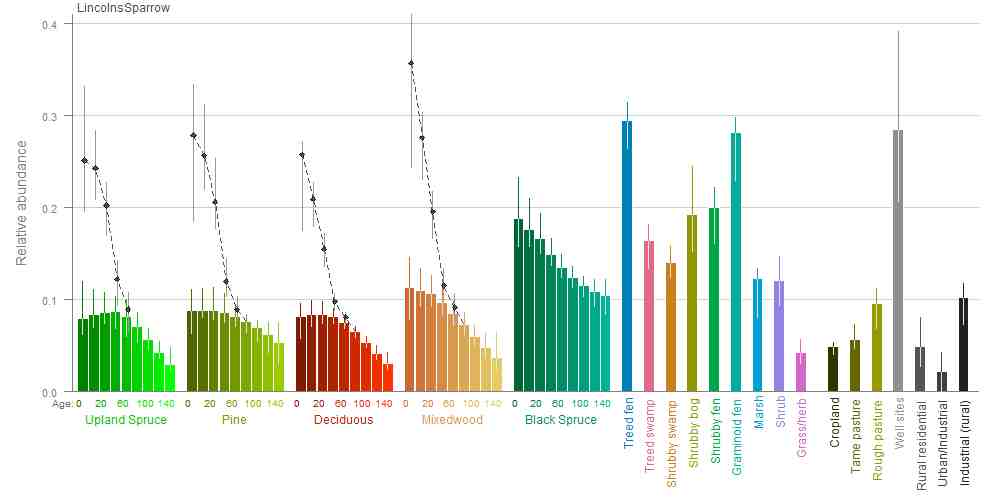 LincolnsSparrow
Relative abundance
0.4
0.3
0.2
0.1
0.0
Age: 0 20 60 100 140 0 20 60 100 140 0 20 60 100 140 0 20 60 100 140 0 20 60 100 140
Upland Spruce Pine Deciduous Mixedwood Black Spruce
Treed fen
Treed swamp
Shrubby swamp
Shrubby bog
Shrubby fen
Graminoid fen
Marsh
Shrub
Grass/herb
Cropland
Tame pasture
Rough pasture
Well sites
Rural residential
Urban/Industrial
Industrial (rural)